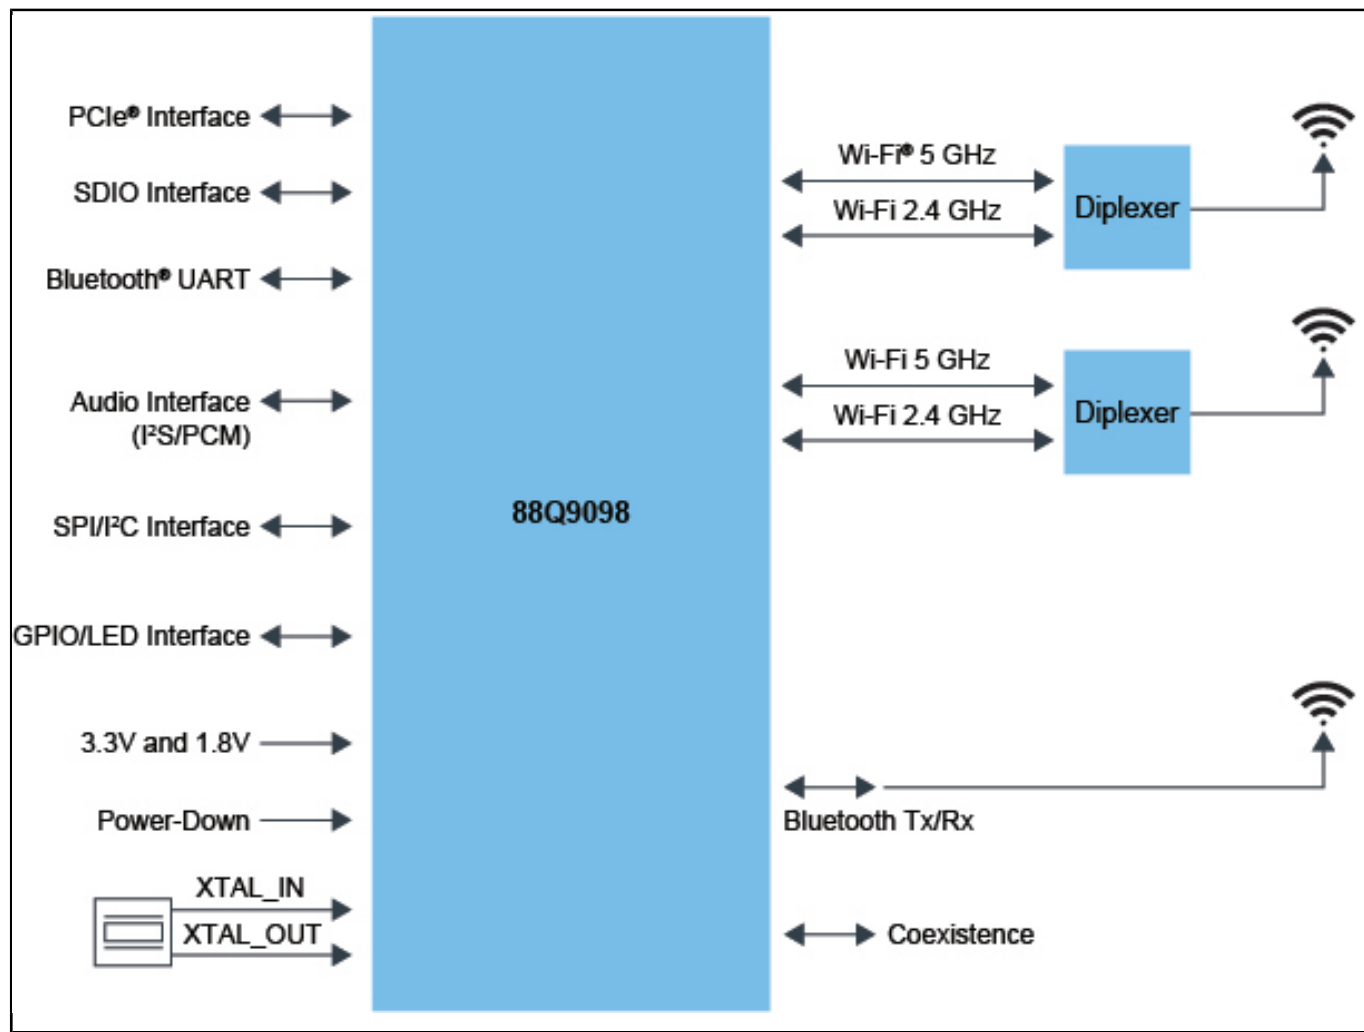 PCIe® Interface
SDIO Interface
Bluetooth® UART
Audio Interface
(I²S/PCM)
SPI/I²C Interface
GPIO/LED Interface
3.3V and 1.8V
Power-Down
XTAL_IN
XTAL_OUT
88Q9098
Wi-Fi® 5 GHz
Wi-Fi 2.4 GHz
Diplexer
Wi-Fi 5 GHz
Wi-Fi 2.4 GHz
Diplexer
Bluetooth Tx/Rx
Coexistence